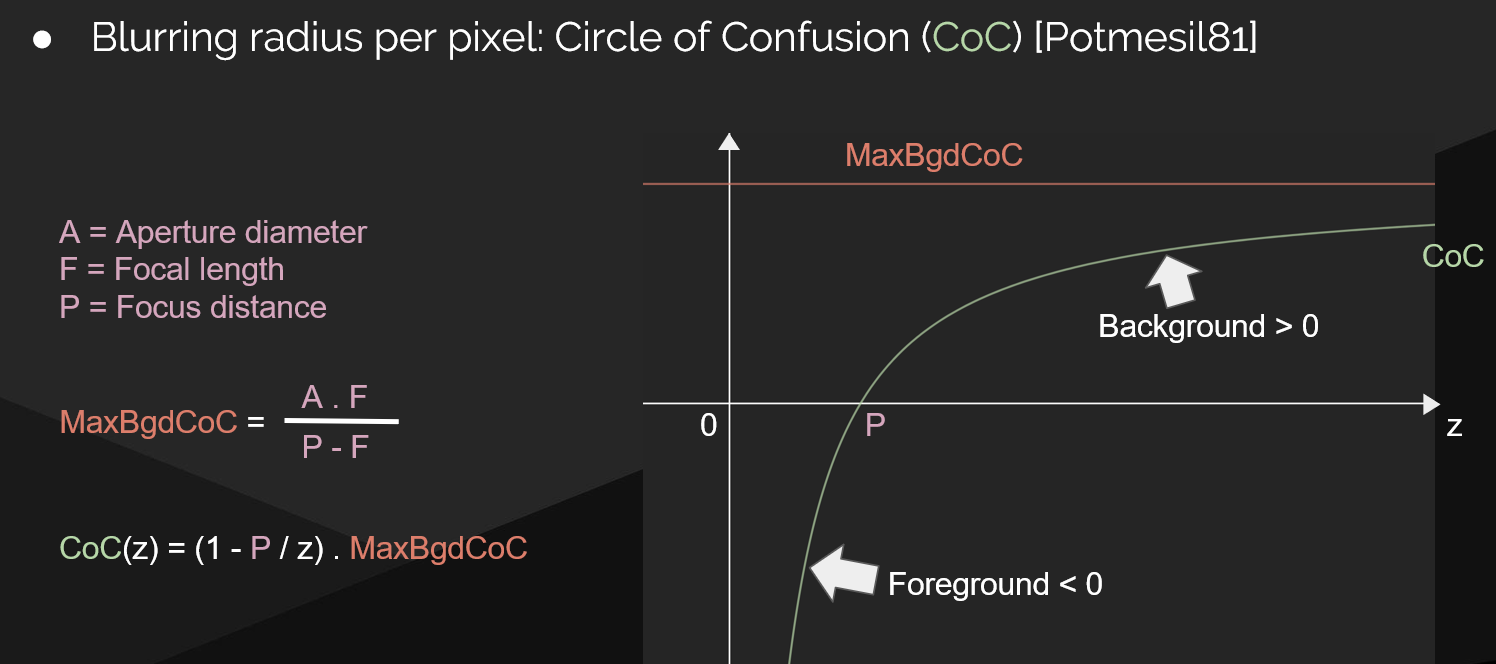 ● Blurring radius per pixel: Circle of Confusion (CoC) [Potmesil81]
A = Aperture diameter
F = Focal length
P = Focus distance
MaxBgdCoC = A . F
P - F
CoC(z) = (1 - P / z) . MaxBgdCoC
MaxBgdCoC
CoC
Background > 0
0
P
z
Foreground < 0